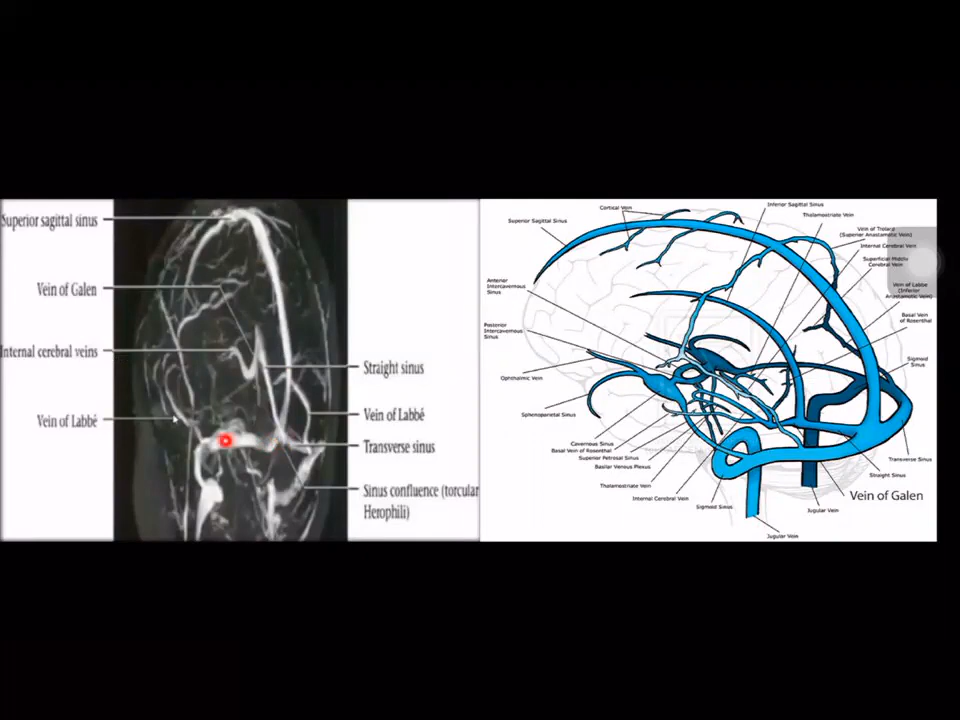 Superior sagittal sinus
Vein of Galen
Internal cerebral veins
Vein of Labbé
Straight sinus
Vein of Labbé
Transverse sinus
Sinus confluence (torcular
Herophili)
Cortical Vein
Inferior Sagittal Sinus
Superior Sagittal Sinus
Thalamostriate Vein
Vein of Trolard
(Superior Anastamotic Vein)
Internal Cerebral Vein
Superficial Middle
Cerebral Vein
Anterior
Intercavernous
Sinus
Vein of Labbe
(Inferior
Anastamotic Vein)
Basal Vein
of Rosenthal
Posterior
Intercavernous
Sinus
Sigmoid
Sinus
Ophthalmic Vein
Sphenoparietal Sinus
Cavernous Sinus
Basal Vein of Rosenthal
Superior Petrosal Sinus
Basilar Venous Plexus
Transverse Sinus
Straight Sinus
Thalamostriate Vein
Internal Cerebral Vein
Vein of Galen
Sigmoid Sinus
Jugular Vein
Jugular Vein